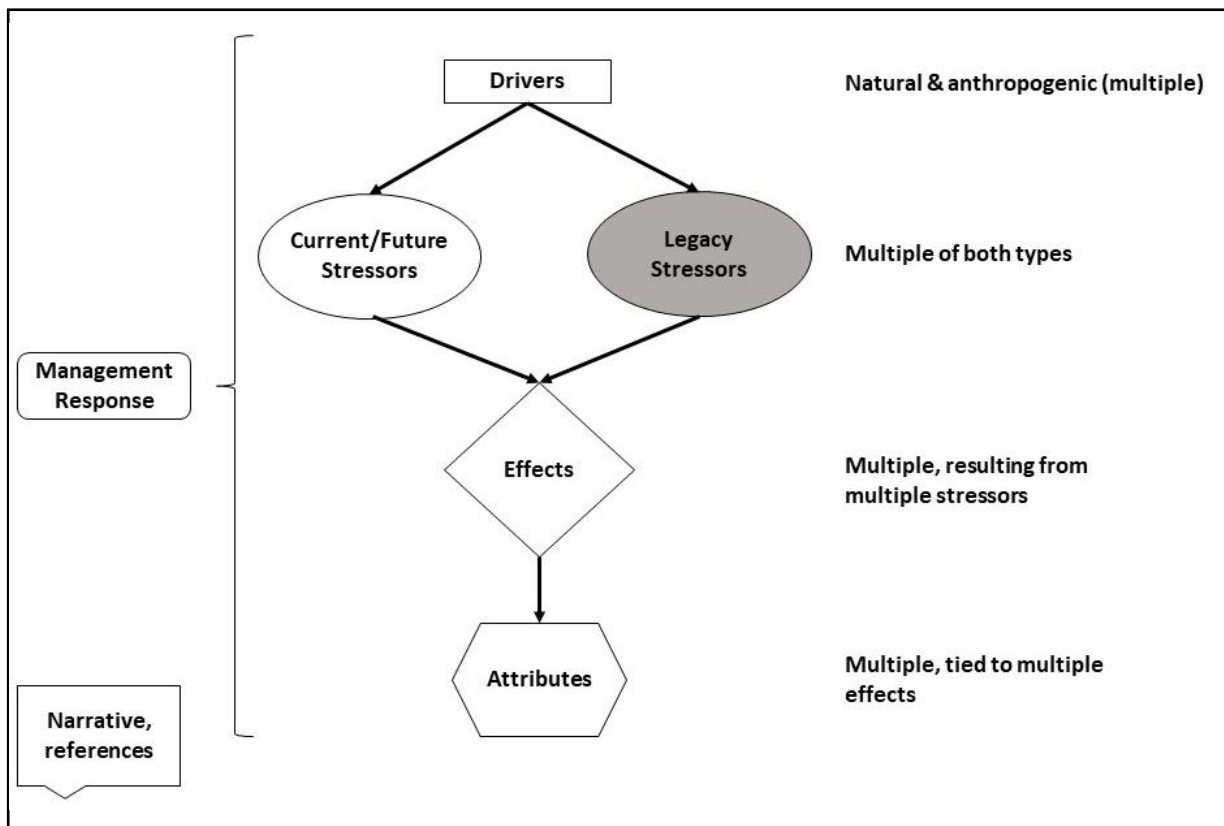 Drivers
Natural & anthropogenic (multiple)
Current/Future
Stressors
Legacy
Stressors
Multiple of both types
Management
Response
Effects
Multiple, resulting from
multiple stressors
Attributes
Multiple, tied to multiple
effects
Narrative,
references